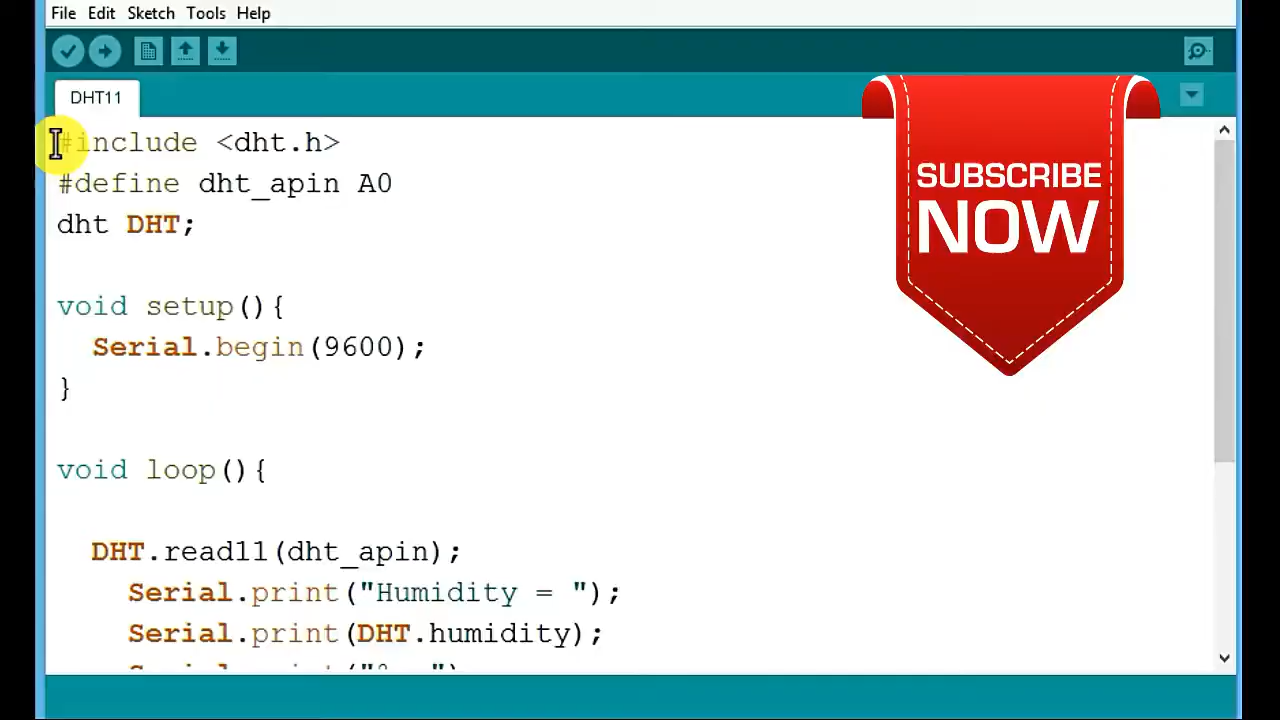 File Edit Sketch Tools Help
DHT11
#include <dht.h>
#define dht_apin A0
dht DHT;
void setup(){
Serial.begin(9600);
}
void loop(){
DHT.read11(dht_apin);
Serial.print("Humidity = ");
Serial.print(DHT.humidity);
SUBSCRIBE
NOW